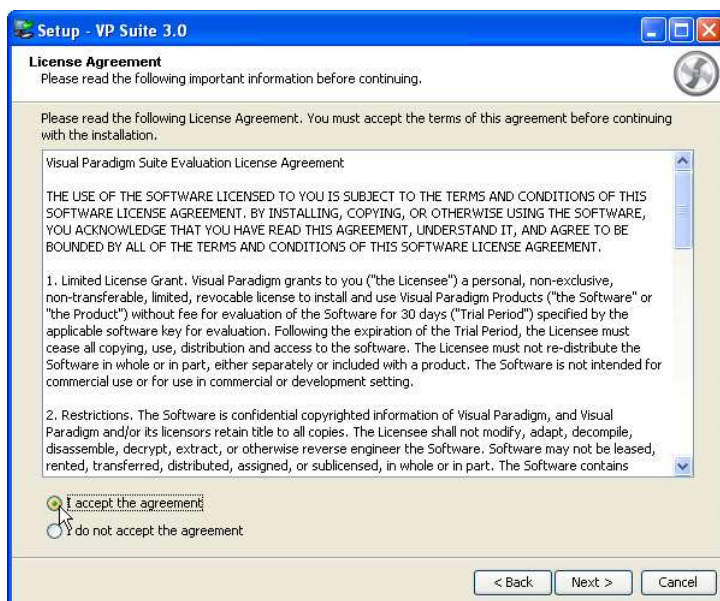 Setup - VP Suite 3.0
License Agreement
Please read the following important information before continuing.
Please read the following License Agreement. You must accept the terms of this agreement before continuing
with the installation.
Visual Paradigm Suite Evaluation License Agreement
THE USE OF THE SOFTWARE LICENSED TO YOU IS SUBJECT TO THE TERMS AND CONDITIONS OF THIS
SOFTWARE LICENSE AGREEMENT. BY INSTALLING, COPYING, OR OTHERWISE USING THE SOFTWARE,
YOU ACKNOWLEDGE THAT YOU HAVE READ THIS AGREEMENT, UNDERSTAND IT, AND AGREE TO BE
BOUNDED BY ALL OF THE TERMS AND CONDITIONS OF THIS SOFTWARE LICENSE AGREEMENT.
1. Limited License Grant. Visual Paradigm grants to you ("the Licensee") a personal, non-exclusive,
non-transferable, limited, revocable license to install and use Visual Paradigm Products ("the Software" or
"the Product") without fee for evaluation of the Software for 30 days ("Trial Period") specified by the
applicable software key for evaluation. Following the expiration of the Trial Period, the Licensee must
cease all copying, use, distribution and access to the software. The Licensee must not re-distribute the
Software in whole or in part, either separately or included with a product. The Software is not intended for
commercial use or for use in commercial or development setting.
2. Restrictions. The Software is confidential copyrighted information of Visual Paradigm, and Visual
Paradigm and/or its licensors retain title to all copies. The Licensee shall not modify, adapt, decompile,
disassemble, decrypt, extract, or otherwise reverse engineer the Software. Software may not be leased,
rented, transferred, distributed, assigned, or sublicensed, in whole or in part. The Software contains
I accept the agreement
I do not accept the agreement
< Back Next > Cancel